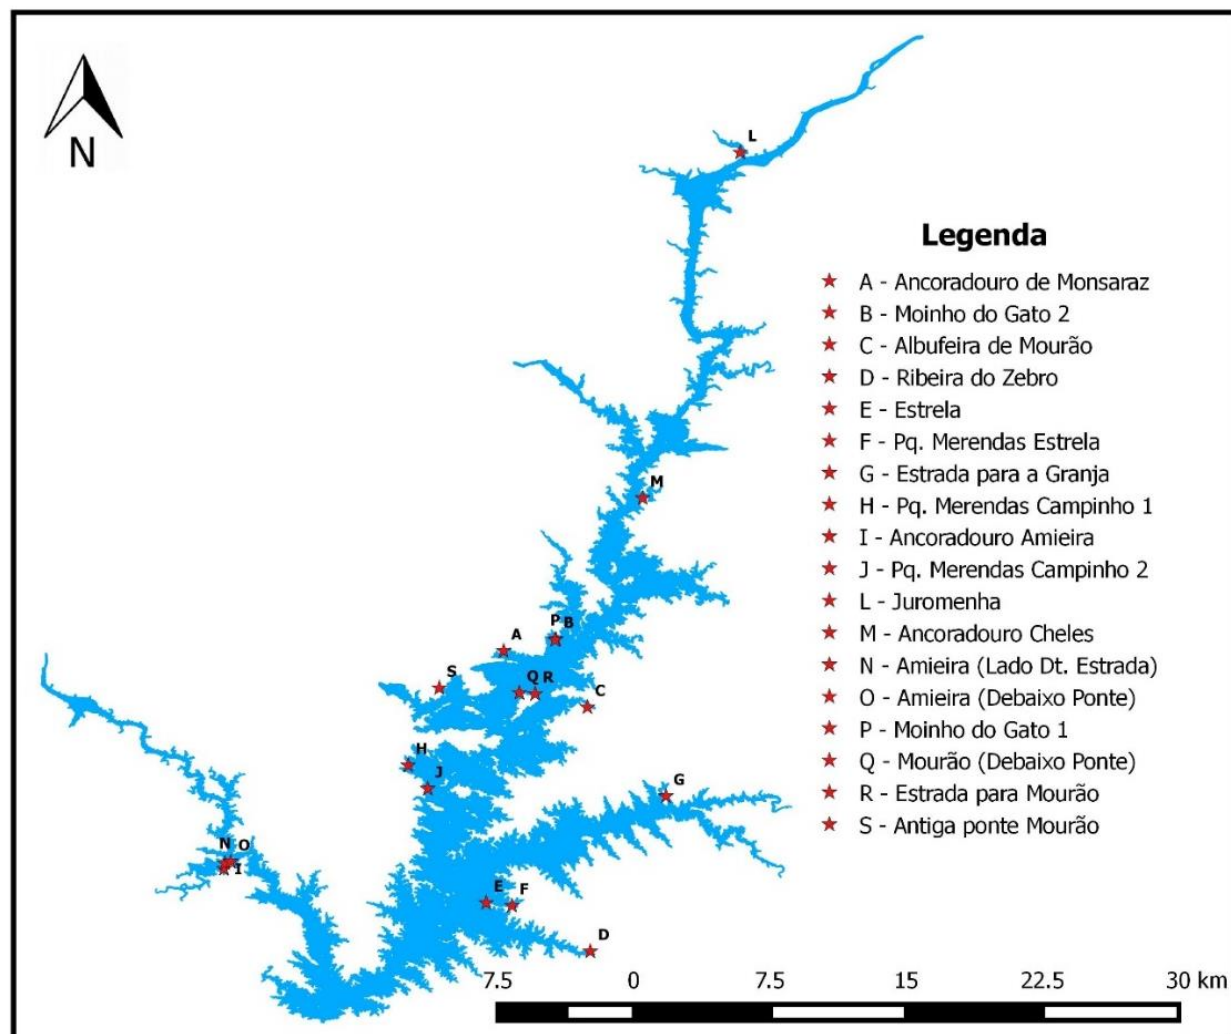 N
L
Legenda
A - Ancoradouro de Monsaraz
B - Moinho do Gato 2
C - Albufeira de Mourão
D - Ribeira do Zebro
E - Estrela
F - Pq. Merendas Estrela
G - Estrada para a Granja
H - Pq. Merendas Campinho 1
I - Ancoradouro Amieira
J - Pq. Merendas Campinho 2
L - Juromenha
M - Ancoradouro Cheles
N - Amieira (Lado Dt. Estrada)
O - Amieira (Debaixo Ponte)
P - Moinho do Gato 1
Q - Mourão (Debaixo Ponte)
R - Estrada para Mourão
S - Antiga ponte Mourão
M
P B
A
S
Q R
C
H
J
G
N O
I
E
F
D
7.5 0 7.5 15 22.5 30 km